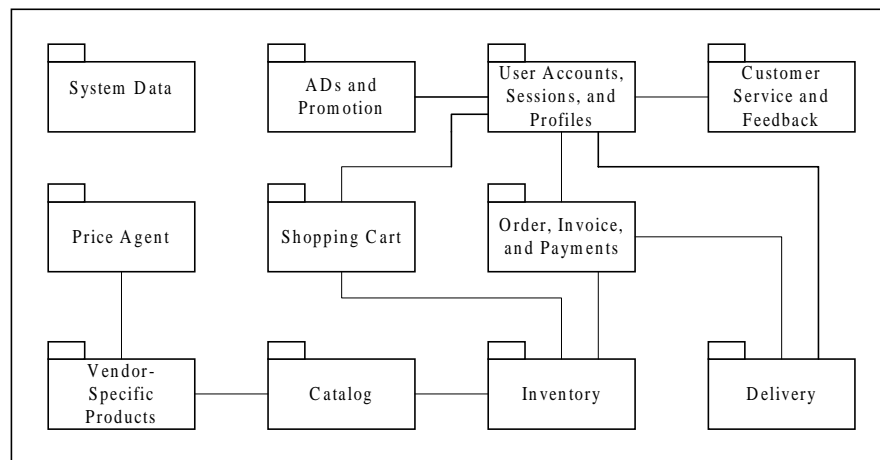 System Data
ADs and
Promotion
User Accounts,
Sessions, and
Profiles
Customer
Service and
Feedback
Price Agent
Shopping Cart
Order, Invoice,
and Payments
Vendor-
Specific
Products
Catalog
Inventory
Delivery